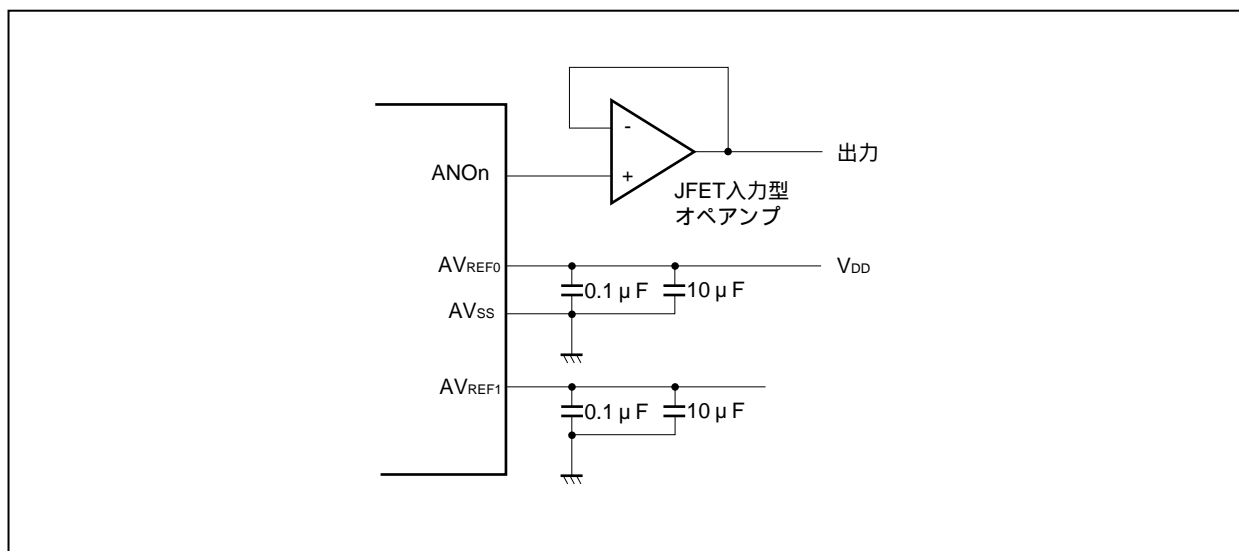 ANOn
-
+
出力
JFET入力型
オペアンプ
AVREF0
VDD
0.1 μ F
10 μ F
AVSS
AVREF1
0.1 μ F
10 μ F